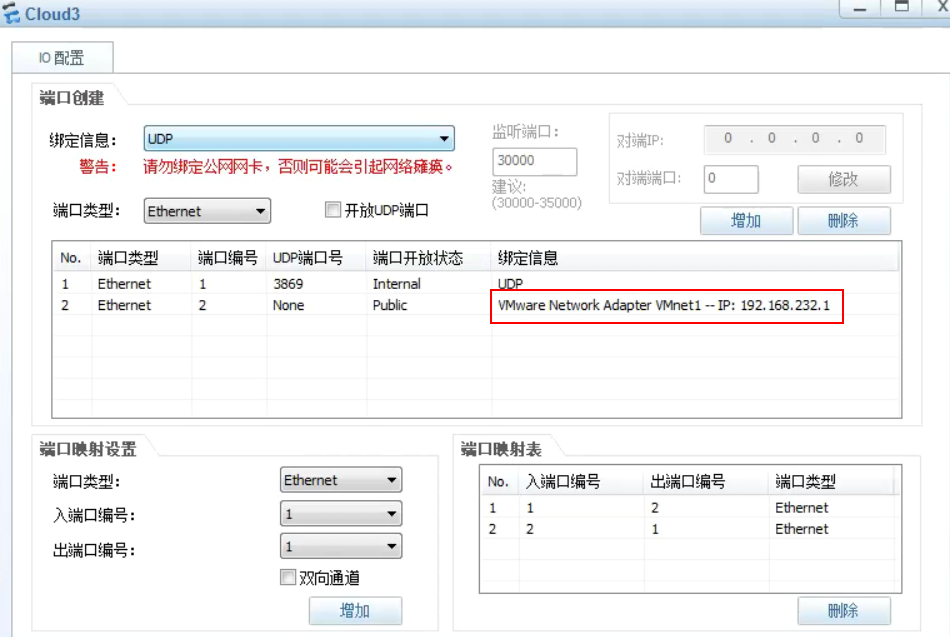 Cloud3
IO 配置
端口创建
绑定信息： UDP
警告： 请勿绑定公网网卡，否则可能会引起网络瘫痪。
端口类型： Ethernet 开放UDP端口
监听端口：
30000
建议:
(30000-35000)
对端IP: 0 . 0 . 0 . 0
对端端口: 0 修改
增加 删除
No. 端口类型 端口编号 UDP端口号 端口开放状态 绑定信息
1 Ethernet 1 3869 Internal UDP
2 Ethernet 2 None Public VMware Network Adapter VMnet1 -- IP: 192.168.232.1
端口映射设置
端口类型: Ethernet
入端口编号: 1
出端口编号: 1
双向通道
增加
端口映射表
No. 入端口编号 出端口编号 端口类型
1 1 2 Ethernet
2 2 1 Ethernet
删除